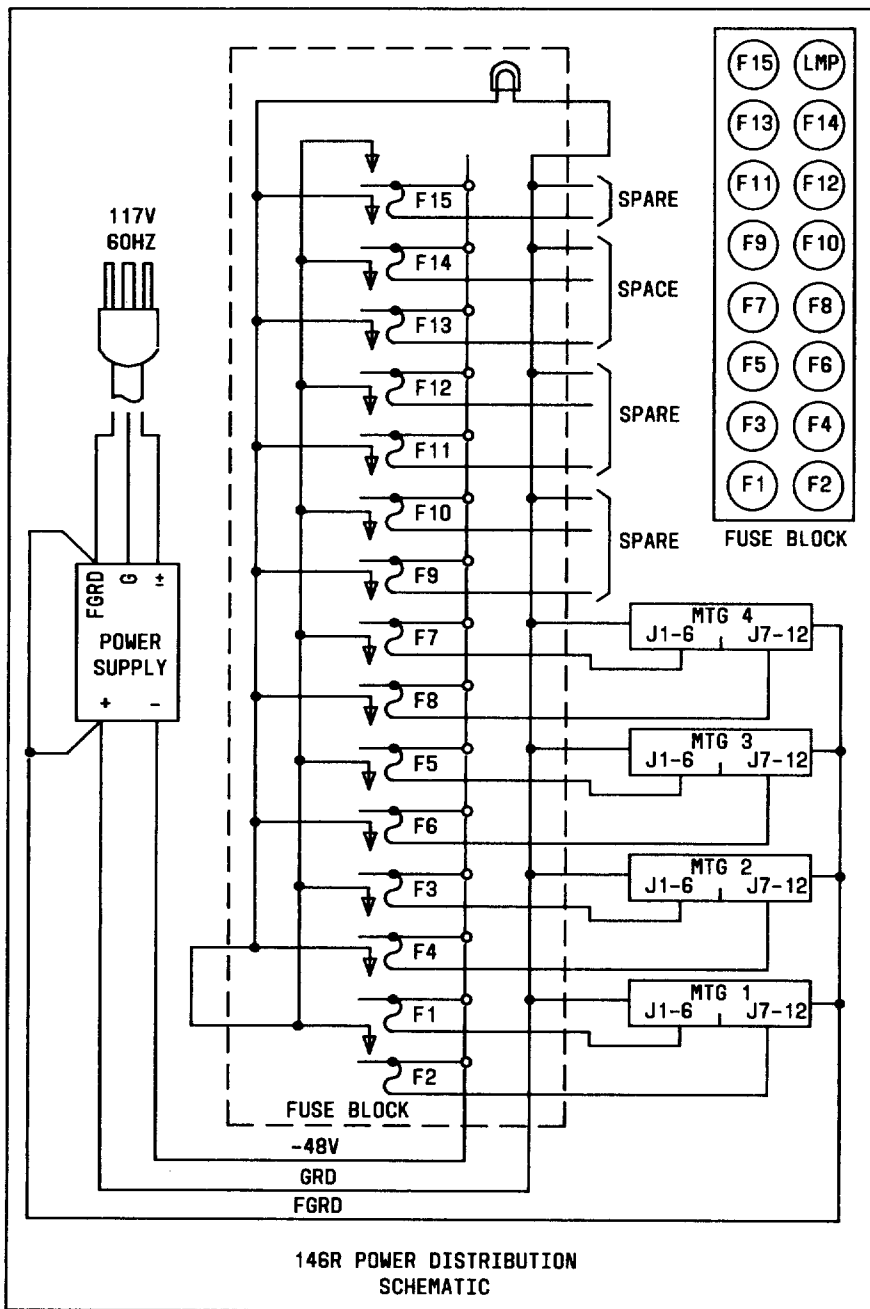 117V
60HZ
FGRD
G
±
POWER
SUPPLY
+ −
F15
F14
F13
F12
F11
F10
F9
F7
F8
F5
F6
F3
F4
F1
F2
FUSE BLOCK
SPARE
SPACE
SPARE
SPARE
F15 LMP
F13 F14
F11 F12
F9 F10
F7 F8
F5 F6
F3 F4
F1 F2
FUSE BLOCK
MTG 4
J1-6 J7-12
MTG 3
J1-6 J7-12
MTG 2
J1-6 J7-12
MTG 1
J1-6 J7-12
-48V
GRD
FGRD
146R POWER DISTRIBUTION
SCHEMATIC